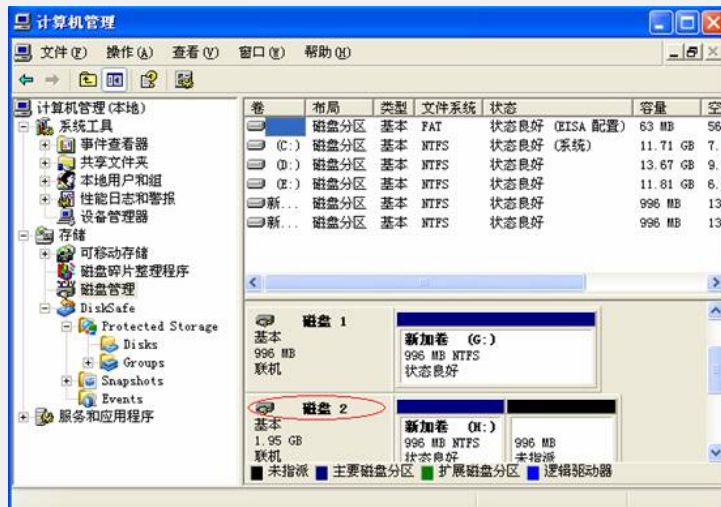 计算机管理
文件(F) 操作(A) 查看(V) 窗口(W) 帮助(H)
计算机管理(本地)
系统工具
事件查看器
共享文件夹
本地用户和组
性能日志和警报
设备管理器
存储
可移动存储
磁盘碎片整理程序
磁盘管理
DiskSafe
Protected Storage
Disks
Groups
Snapshots
Events
服务和应用程序
卷 布局 类型 文件系统 状态 容量 空
磁盘分区 基本 FAT 状态良好 (EISA 配置) 63 MB 56
(C:) 磁盘分区 基本 NTFS 状态良好 (系统) 11.71 GB 7.
(D:) 磁盘分区 基本 NTFS 状态良好 13.67 GB 9.
(E:) 磁盘分区 基本 NTFS 状态良好 11.81 GB 6.
新... 磁盘分区 基本 NTFS 状态良好 996 MB 13
新... 磁盘分区 基本 NTFS 状态良好 996 MB 13
磁盘 1
基本
996 MB
联机
新加卷 (G:)
996 MB NTFS
状态良好
磁盘 2
基本
1.95 GB
联机
新加卷 (H:)
996 MB NTFS
状态良好
996 MB
未指派
未指派 主要磁盘分区 扩展磁盘分区 逻辑驱动器